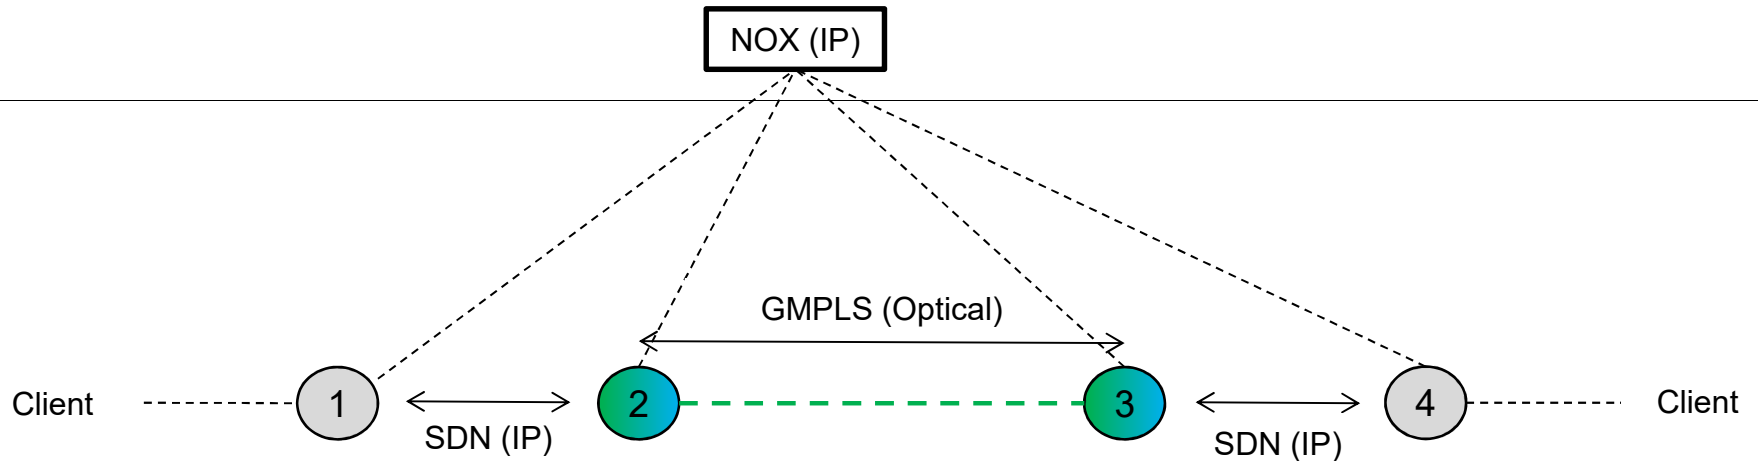 NOX (IP)
GMPLS (Optical)
Client
1
2
3
4
Client
SDN (IP)
SDN (IP)